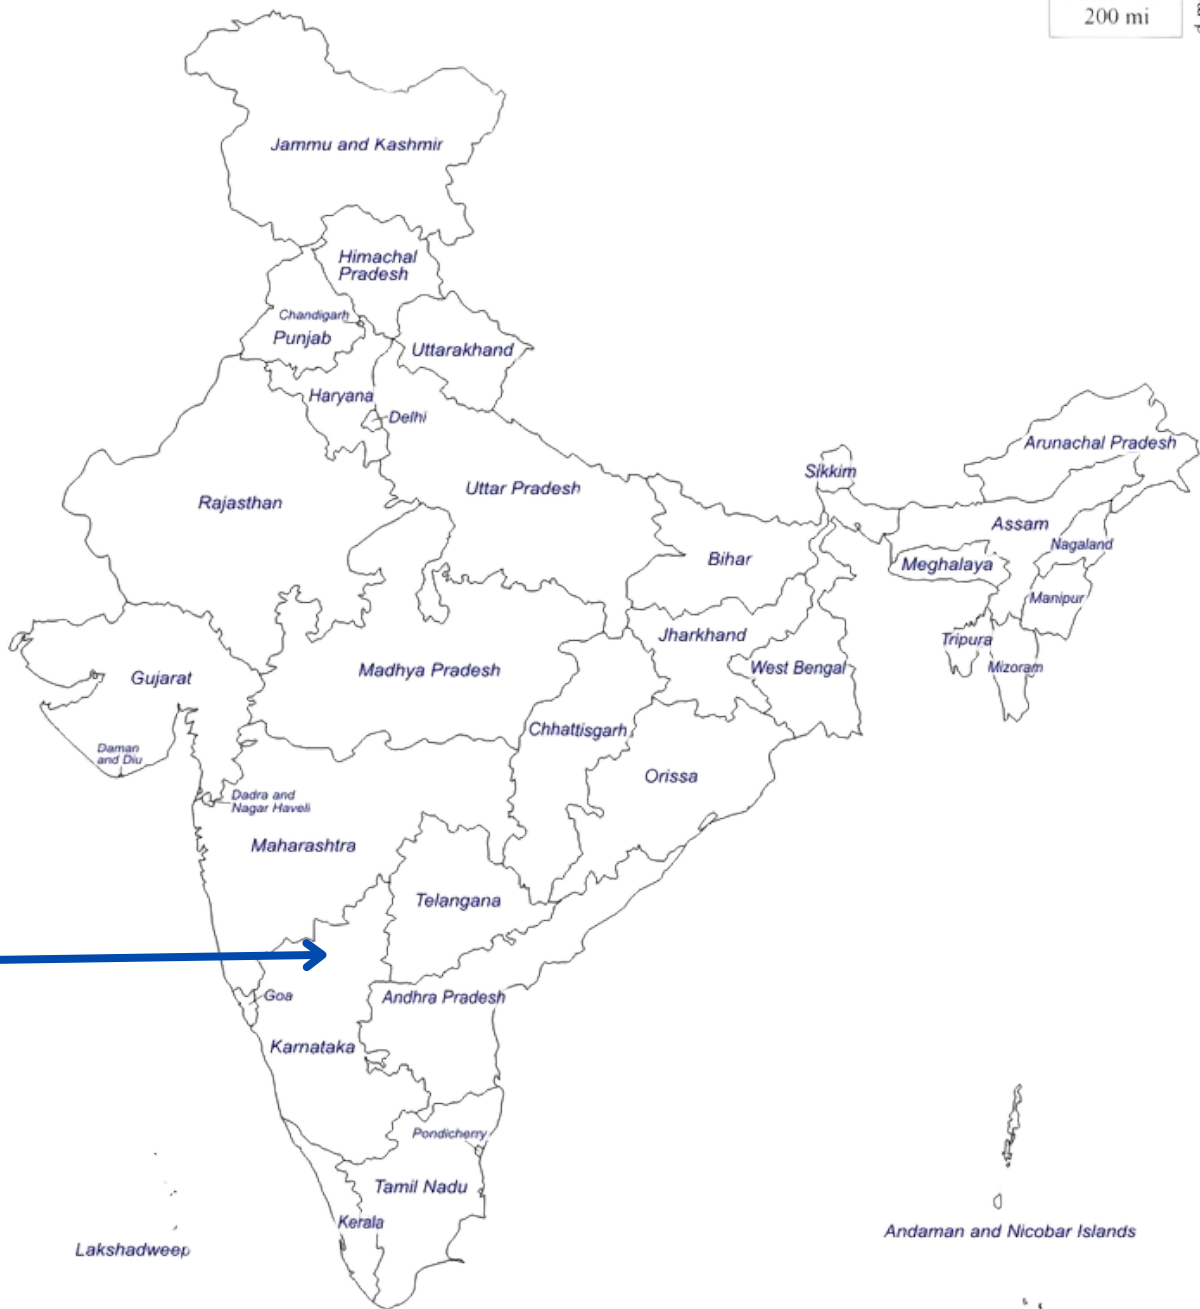 200 mi
Jammu and Kashmir
Himachal
Pradesh
Chandigarh
Punjab
Uttarakhand
Haryana
Delhi
Arunachal Pradesh
Sikkim
Uttar Pradesh
Rajasthan
Assam
Nagaland
Bihar
Meghalaya
Manipur
Jharkhand
Tripura
West Bengal
Mizoram
Madhya Pradesh
Gujarat
Chhattisgarh
Daman
and Diu
Orissa
Dadra and
Nagar Haveli
Maharashtra
Telangana
Goa
Andhra Pradesh
Karnataka
Pondicherry
Tamil Nadu
Kerala
Andaman and Nicobar Islands
Lakshadweep